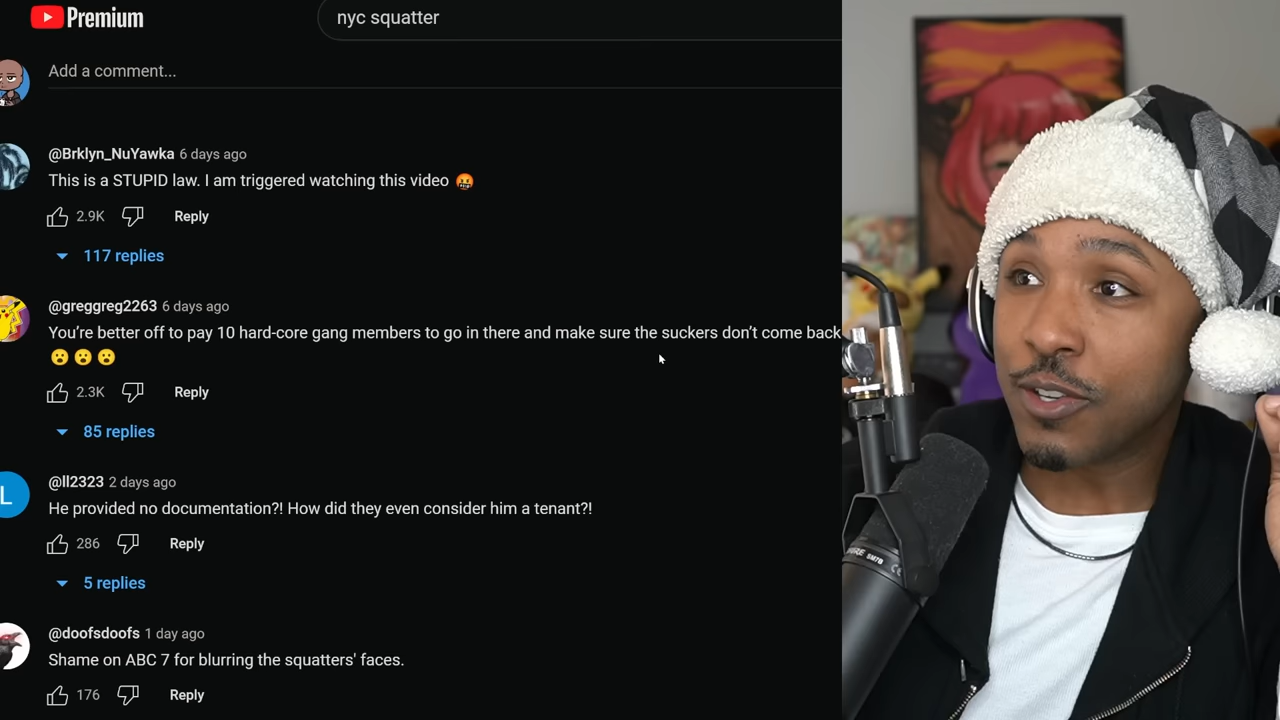 Premium
nyc squatter
Add a comment...
@Brklyn_NuYawka 6 days ago
This is a STUPID law. I am triggered watching this video 🤬
2.9K Reply
117 replies
@greggreg2263 6 days ago
You’re better off to pay 10 hard-core gang members to go in there and make sure the suckers don’t come back
😮😮😮
2.3K Reply
85 replies
L
@ll2323 2 days ago
He provided no documentation?! How did they even consider him a tenant?!
286 Reply
5 replies
@doofsdoofs 1 day ago
Shame on ABC 7 for blurring the squatters' faces.
176 Reply
SM7B